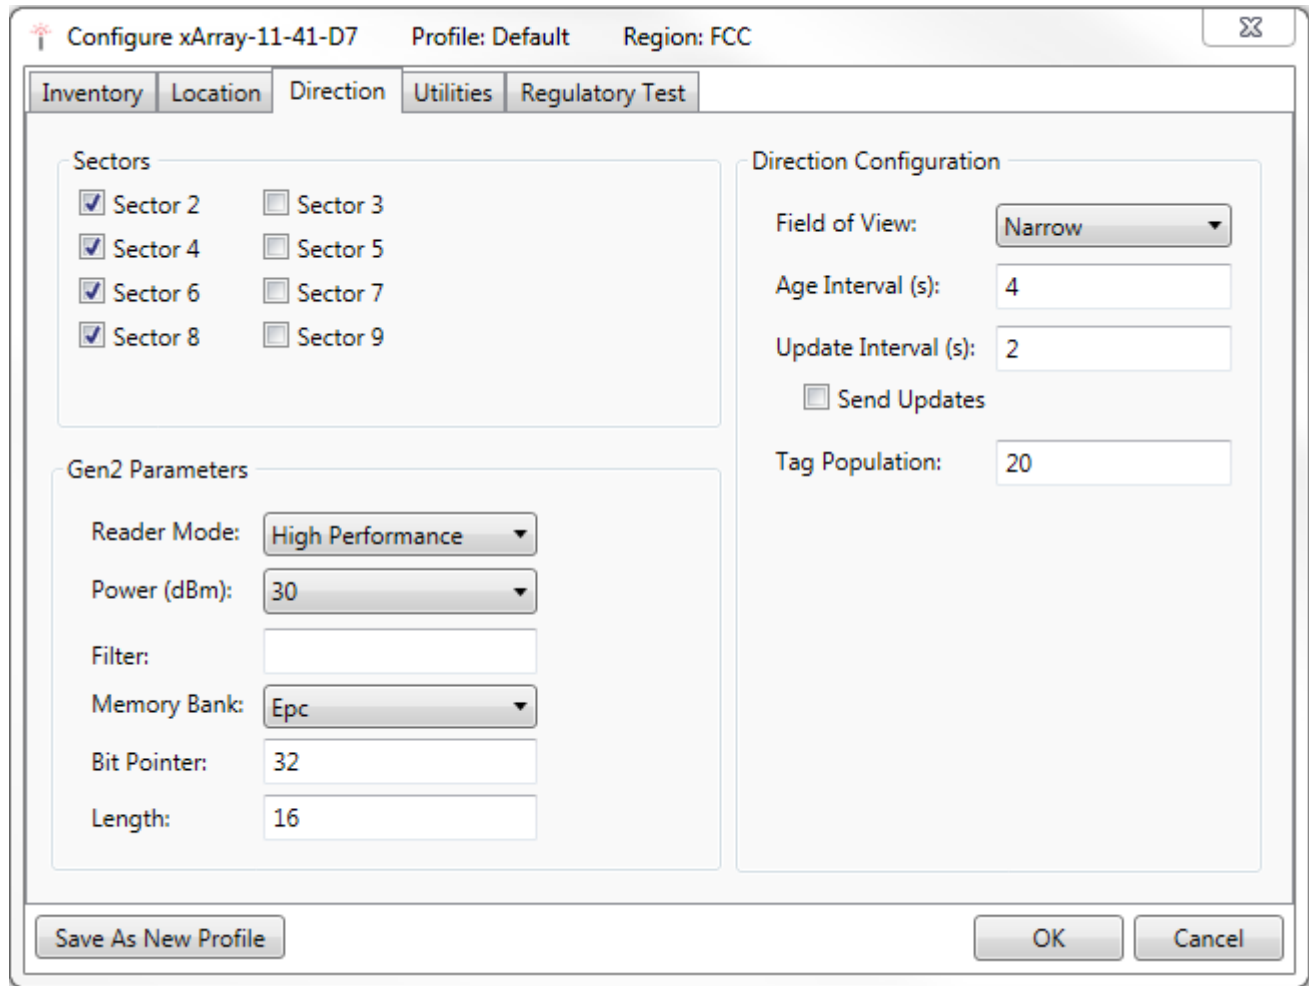 Configure xArray-11-41-D7 Profile: Default Region: FCC
Inventory Location Direction Utilities Regulatory Test
Sectors
Sector 2 Sector 3
Sector 4 Sector 5
Sector 6 Sector 7
Sector 8 Sector 9
Gen2 Parameters
Reader Mode: High Performance
Power (dBm): 30
Filter:
Memory Bank: Epc
Bit Pointer: 32
Length: 16
Direction Configuration
Field of View: Narrow
Age Interval (s): 4
Update Interval (s): 2
Send Updates
Tag Population: 20
Save As New Profile OK Cancel